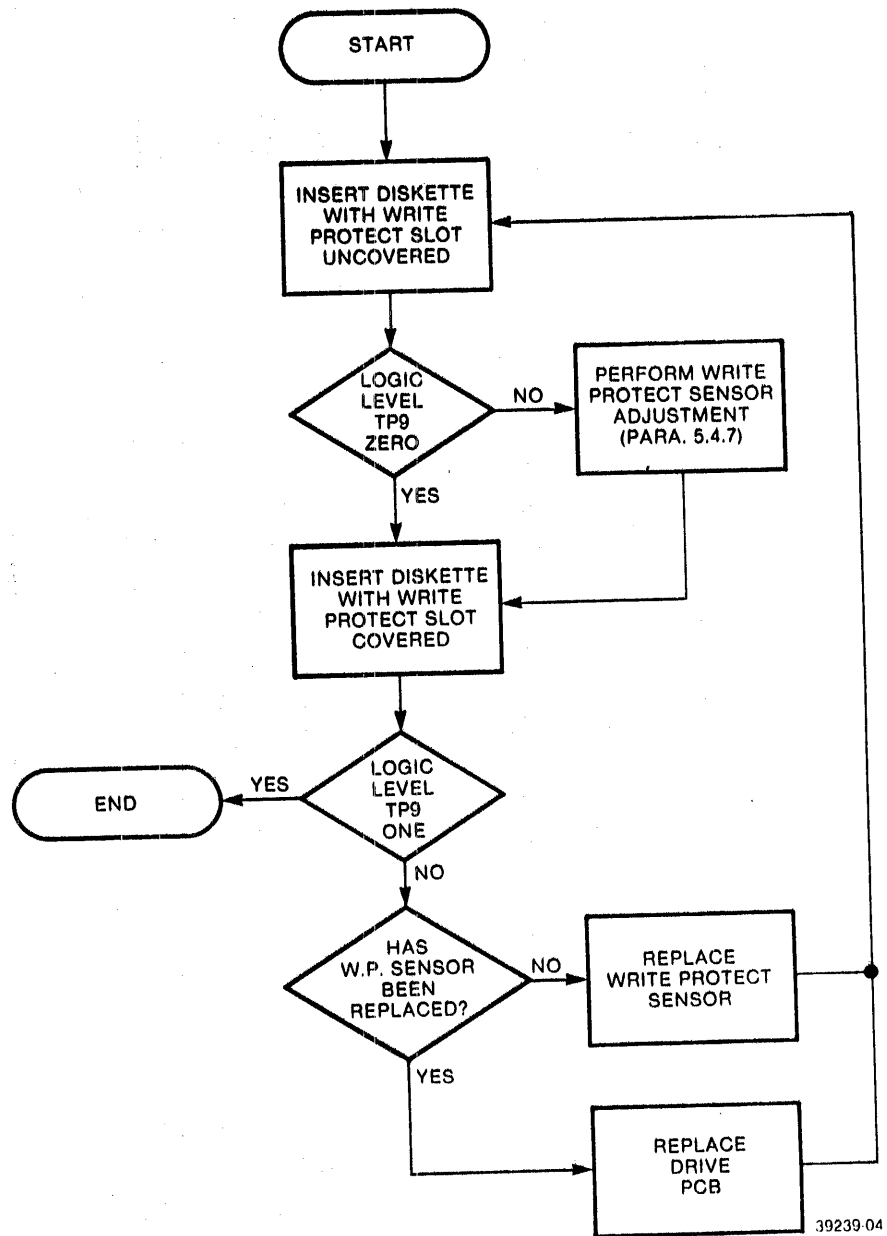 START
INSERT DISKETTE
WITH WRITE
PROTECT SLOT
UNCOVERED
LOGIC
LEVEL
TP9
ZERO
NO
PERFORM WRITE
PROTECT SENSOR
ADJUSTMENT
(PARA. 5.4.7)
YES
INSERT DISKETTE
WITH WRITE
PROTECT SLOT
COVERED
LOGIC
LEVEL
TP9
ONE
YES
END
NO
HAS
W.P. SENSOR
BEEN
REPLACED?
NO
REPLACE
WRITE PROTECT
SENSOR
YES
REPLACE
DRIVE
PCB
39239-04